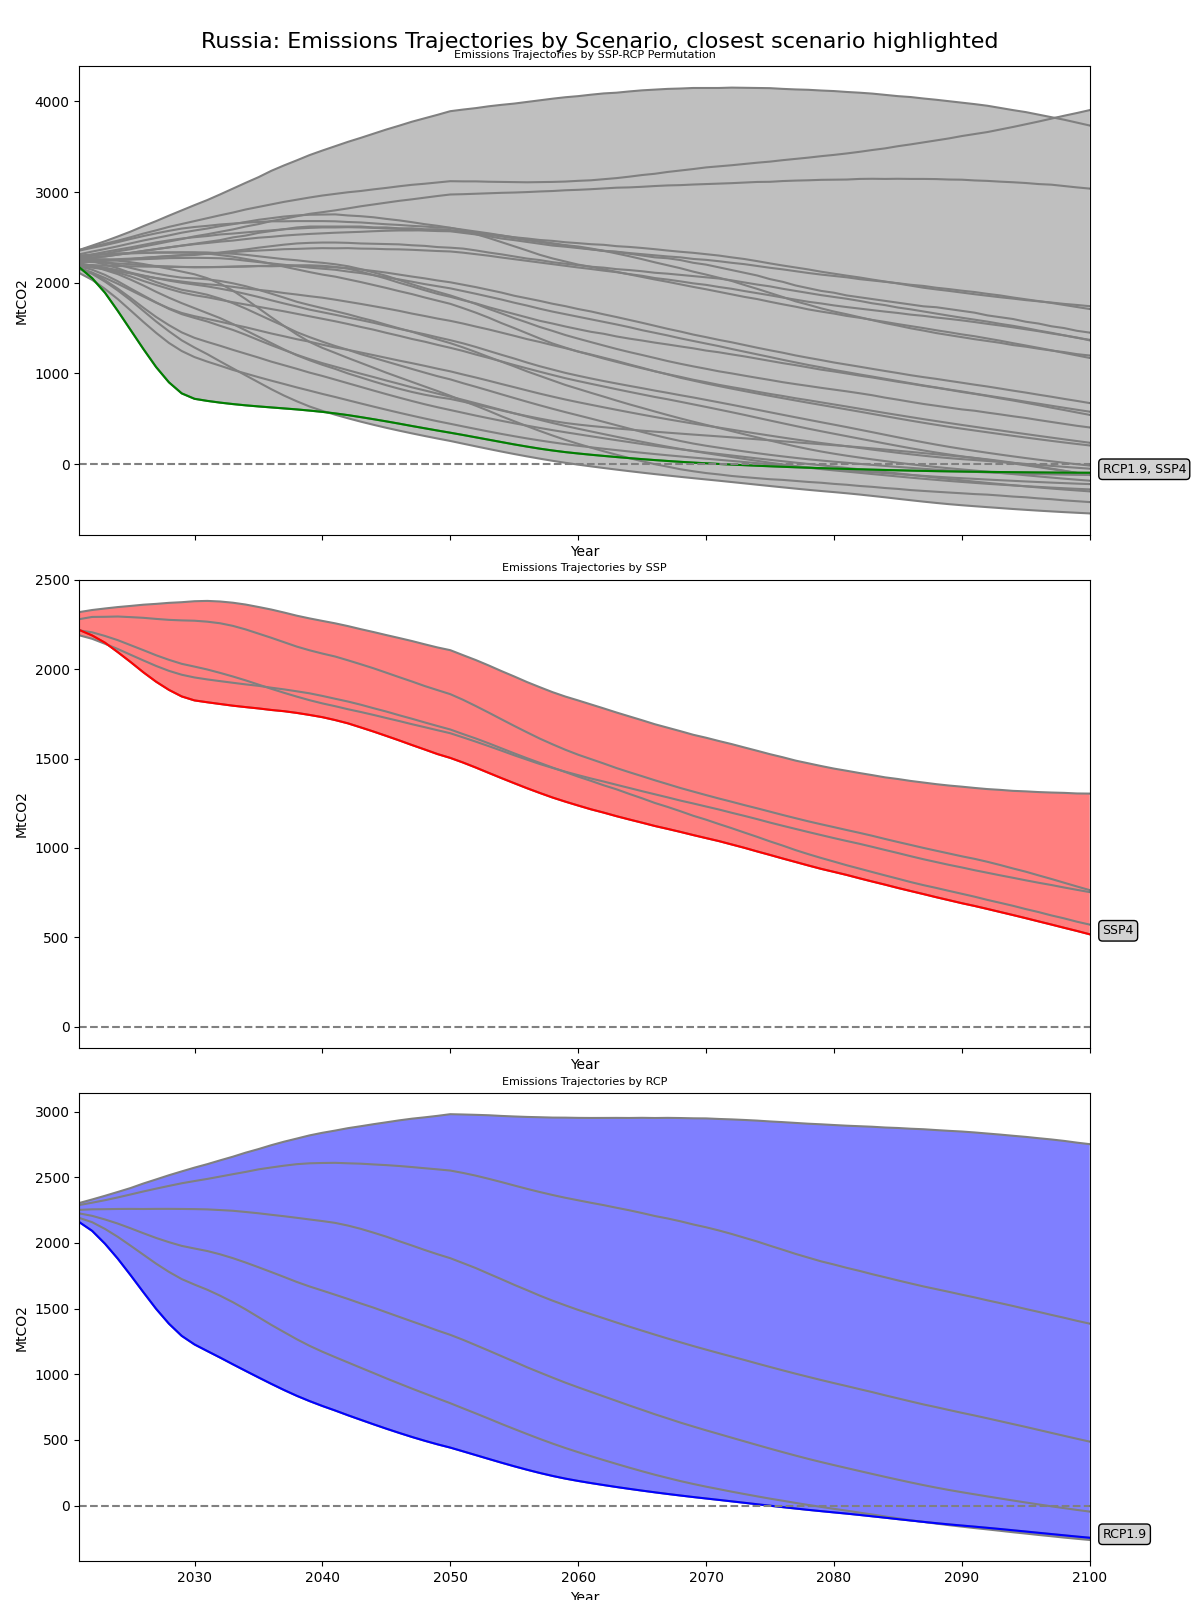 Russia: Emissions Trajectories by Scenario, closest scenario highlighted
Emissions Trajectories by SSP-RCP Permutation
4000
3000
2000
1000
0
MtCO2
RCP1.9, SSP4
Year
Emissions Trajectories by SSP
2500
2000
1500
1000
500
0
MtCO2
SSP4
Year
Emissions Trajectories by RCP
3000
2500
2000
1500
1000
500
0
MtCO2
RCP1.9
2030 2040 2050 2060 2070 2080 2090 2100
Year